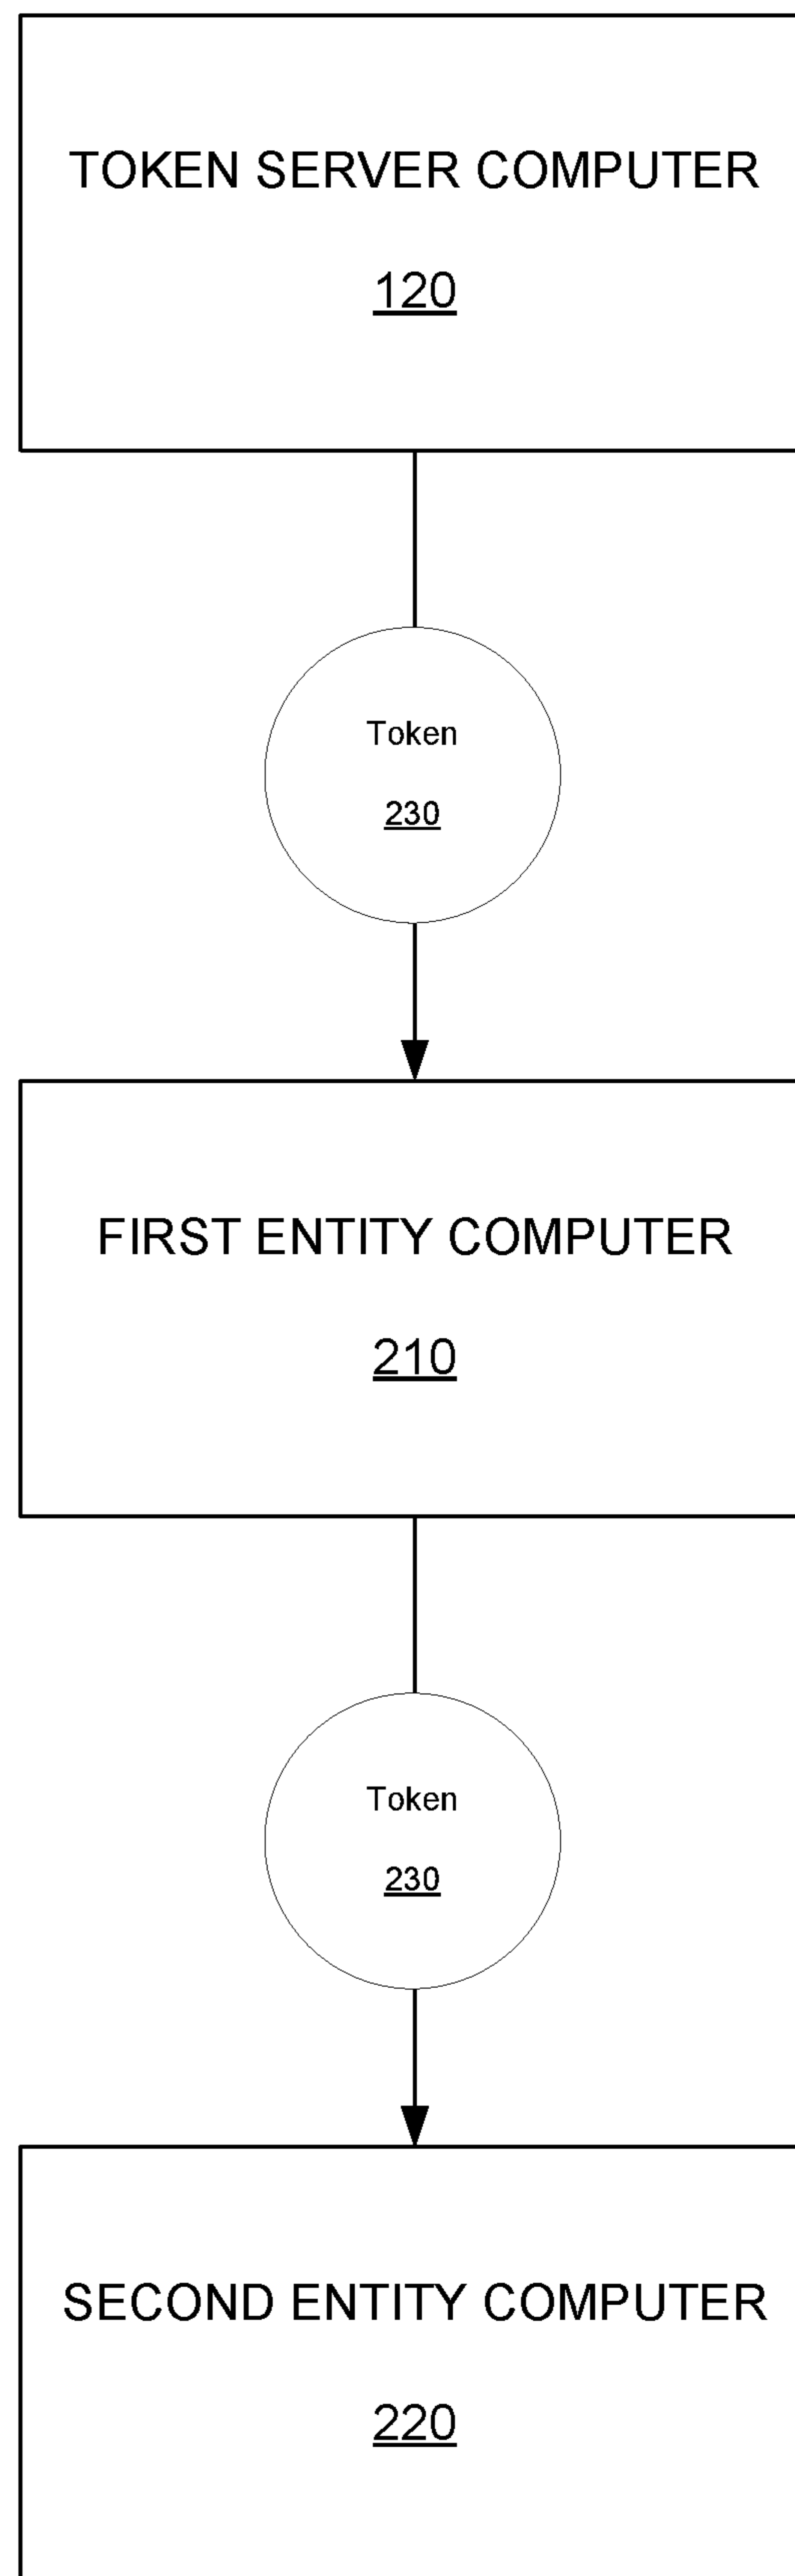 TOKEN SERVER COMPUTER
120
Token
230
FIRST ENTITY COMPUTER
210
Token
230
SECOND ENTITY COMPUTER
220